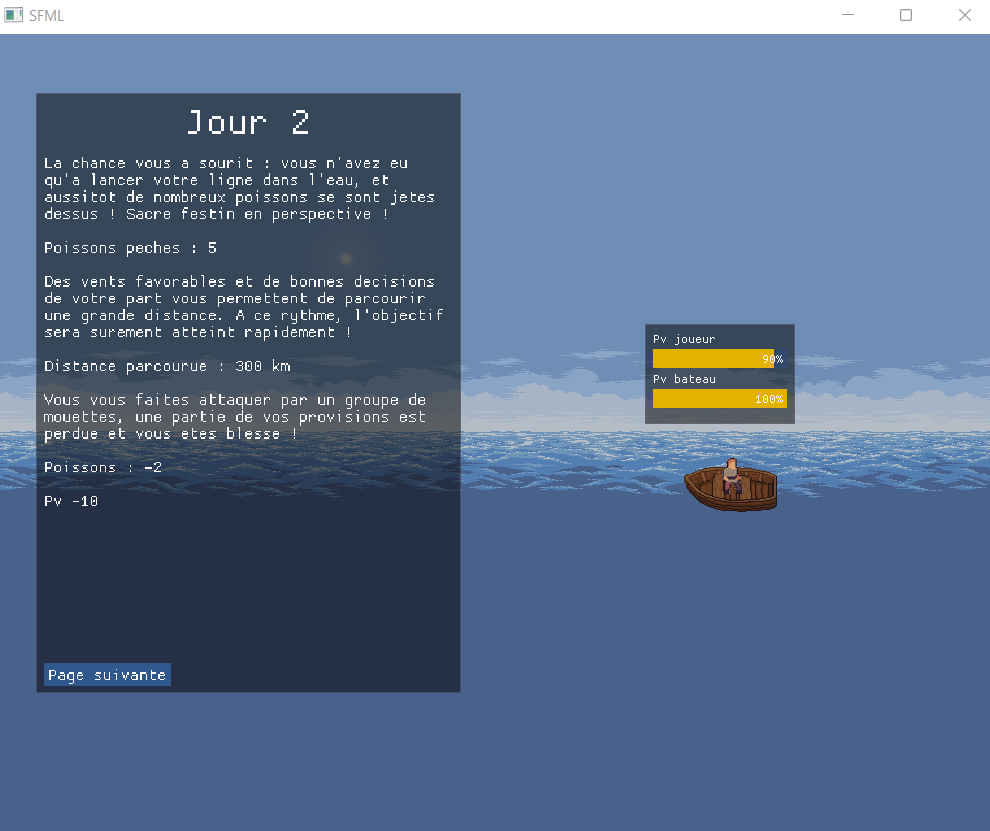 SFML
Jour 2
La chance vous a sourit : vous n'avez eu
qu'a lancer votre ligne dans l'eau, et
aussitot de nombreux poissons se sont jetes
dessus ! Sacre festin en perspective !
Poissons peches : 5
Des vents favorables et de bonnes decisions
de votre part vous permettent de parcourir
une grande distance. A ce rythme, l'objectif
sera surement atteint rapidement !
Distance parcourue : 300 km
Vous vous faites attaquer par un groupe de
mouettes, une partie de vos provisions est
perdue et vous etes blesse !
Poissons : -2
Pv -10
Page suivante
Pv joueur
90%
Pv bateau
100%